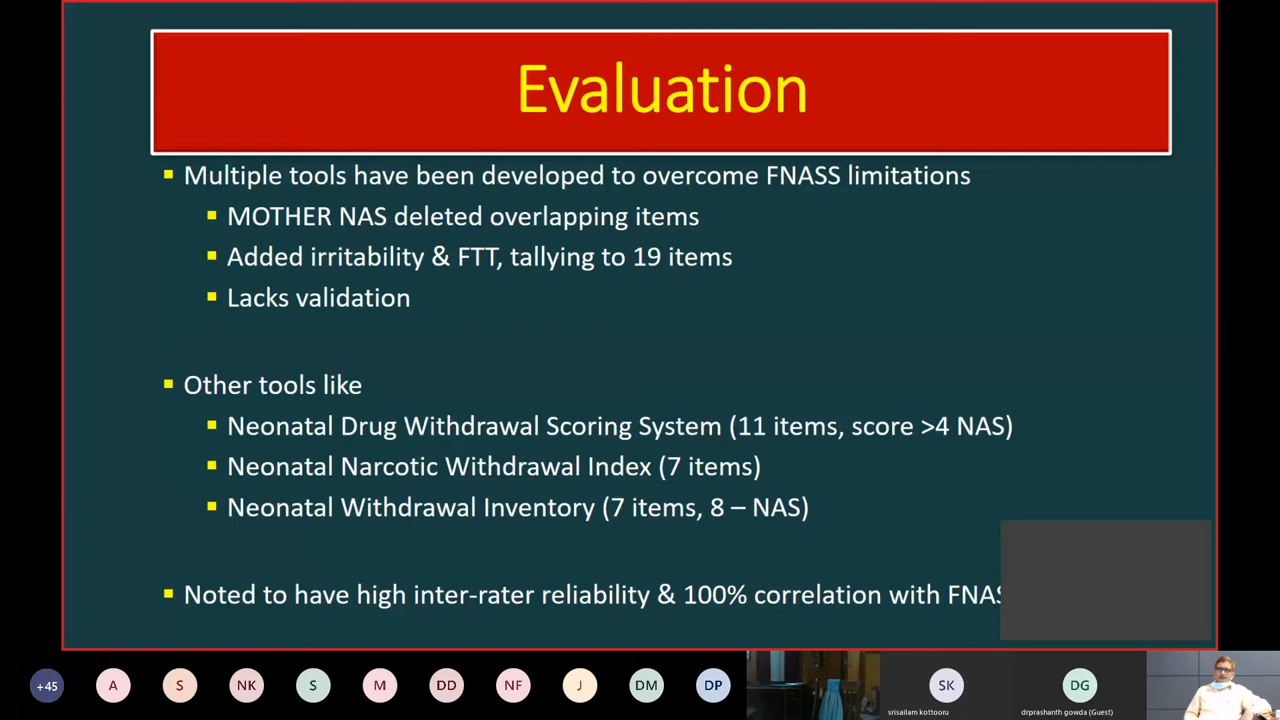 Evaluation
Multiple tools have been developed to overcome FNASS limitations
MOTHER NAS deleted overlapping items
Added irritability & FTT, tallying to 19 items
Lacks validation
Other tools like
Neonatal Drug Withdrawal Scoring System (11 items, score >4 NAS)
Neonatal Narcotic Withdrawal Index (7 items)
Neonatal Withdrawal Inventory (7 items, 8 – NAS)
Noted to have high inter-rater reliability & 100% correlation with
+45 A S NK S M DD NF J DM DP SK DG
srisailam kottooru
drprashanth gowda (Guest)